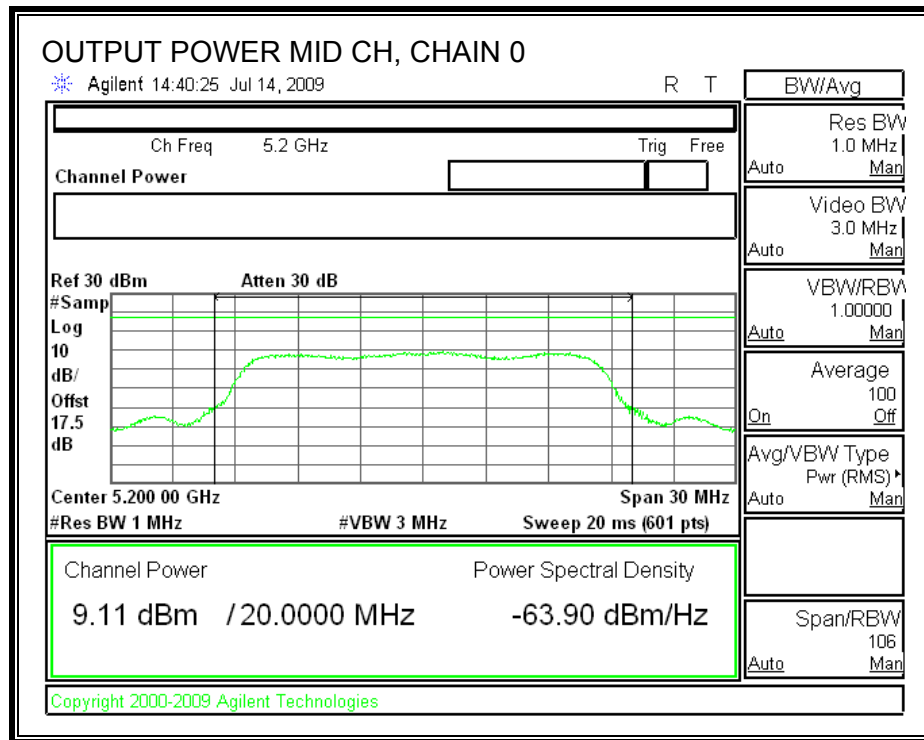 OUTPUT POWER MID CH, CHAIN 0
Agilent 14:40:25 Jul 14, 2009 R T
Ch Freq 5.2 GHz Trig Free
Channel Power
Ref 30 dBm Atten 30 dB
#Samp
Log
10
dB/
Offst
17.5
dB
Center 5.200 00 GHz Span 30 MHz
#Res BW 1 MHz #VBW 3 MHz Sweep 20 ms (601 pts)
Channel Power Power Spectral Density
9.11 dBm / 20.0000 MHz -63.90 dBm/Hz
Copyright 2000-2009 Agilent Technologies
BW/Avg
Res BW
1.0 MHz
Auto Man
Video BW
3.0 MHz
Auto Man
VBW/RBW
1.00000
Auto Man
Average
100
On Off
Avg/VBW Type
Pwr (RMS)
Auto Man
Span/RBW
106
Auto Man